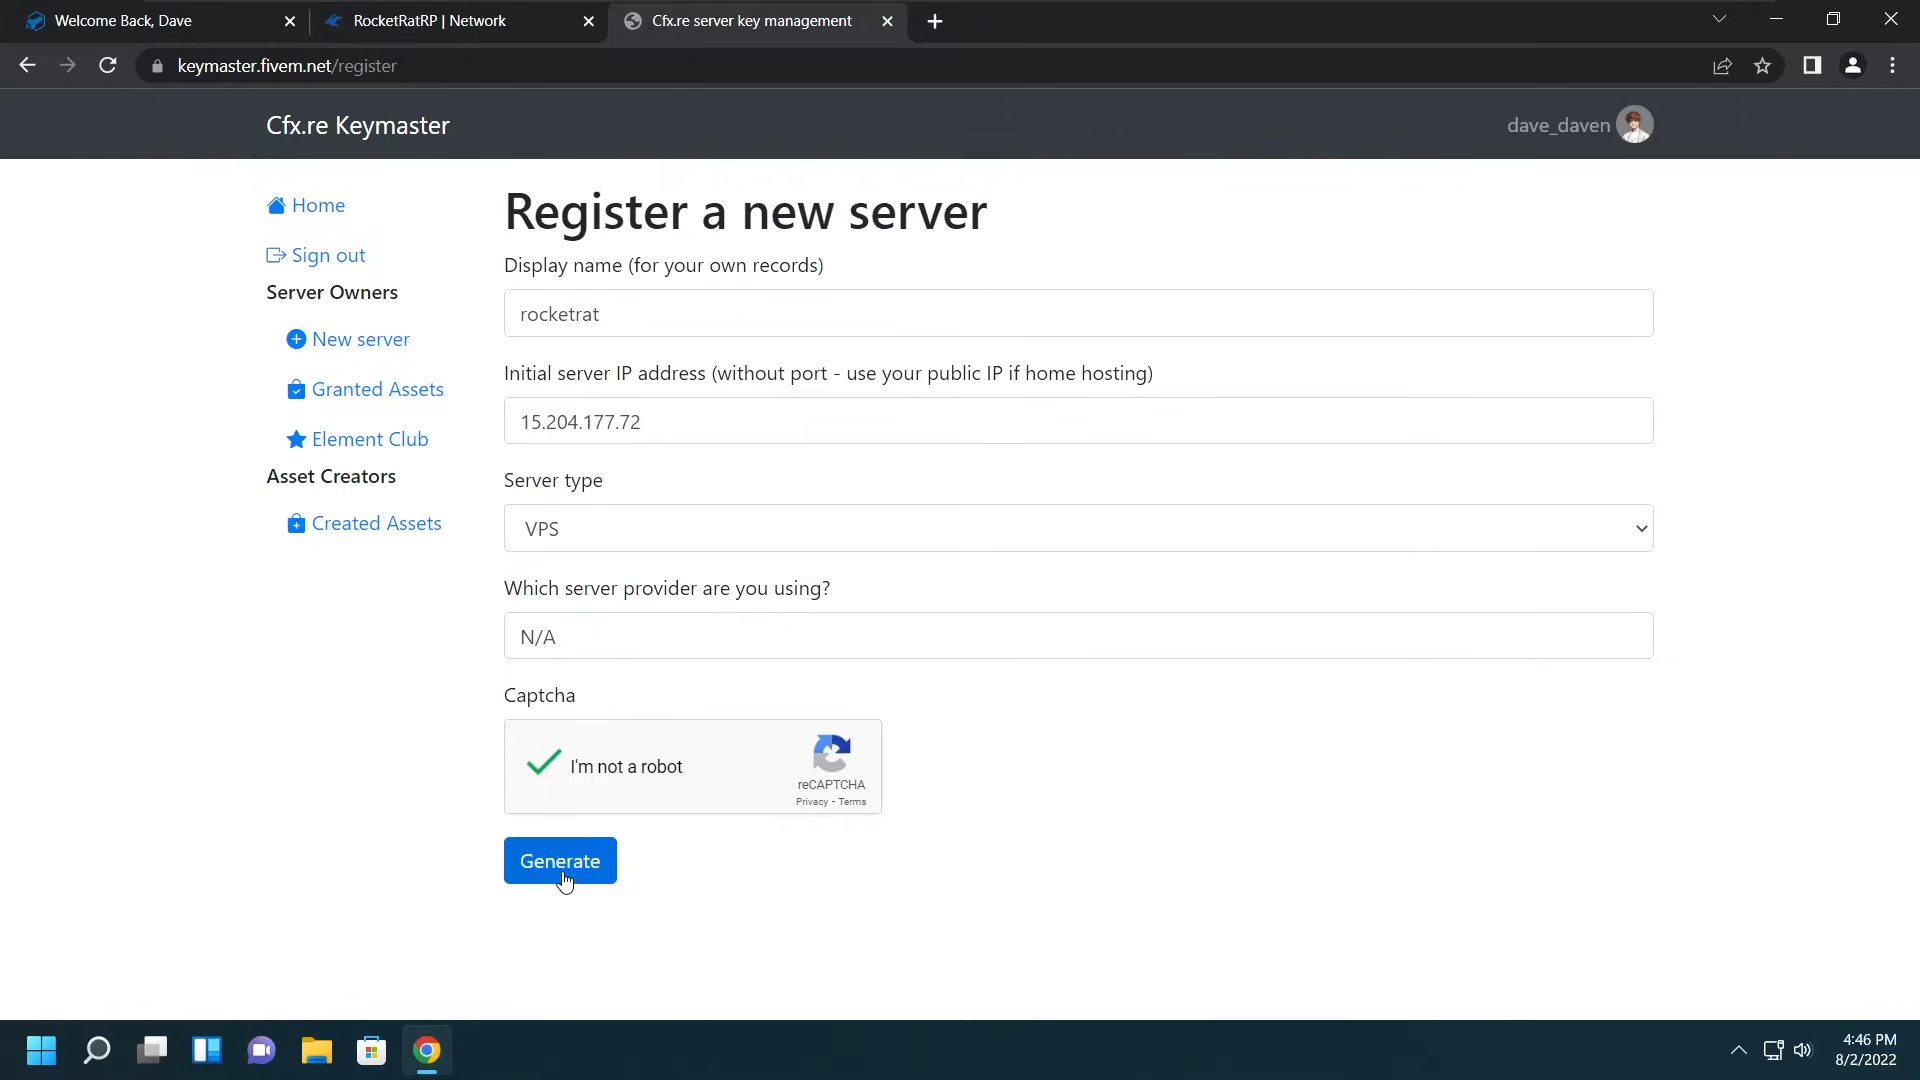 Welcome Back, Dave
RocketRatRP | Network
Cfx.re server key management
keymaster.fivem.net/register
Cfx.re Keymaster
dave_daven
Home
Sign out
Server Owners
New server
Granted Assets
Element Club
Asset Creators
Created Assets
Register a new server
Display name (for your own records)
rocketrat
Initial server IP address (without port - use your public IP if home hosting)
15.204.177.72
Server type
VPS
Which server provider are you using?
N/A
Captcha
I'm not a robot
reCAPTCHA
Privacy - Terms
Generate
4:46 PM
8/2/2022